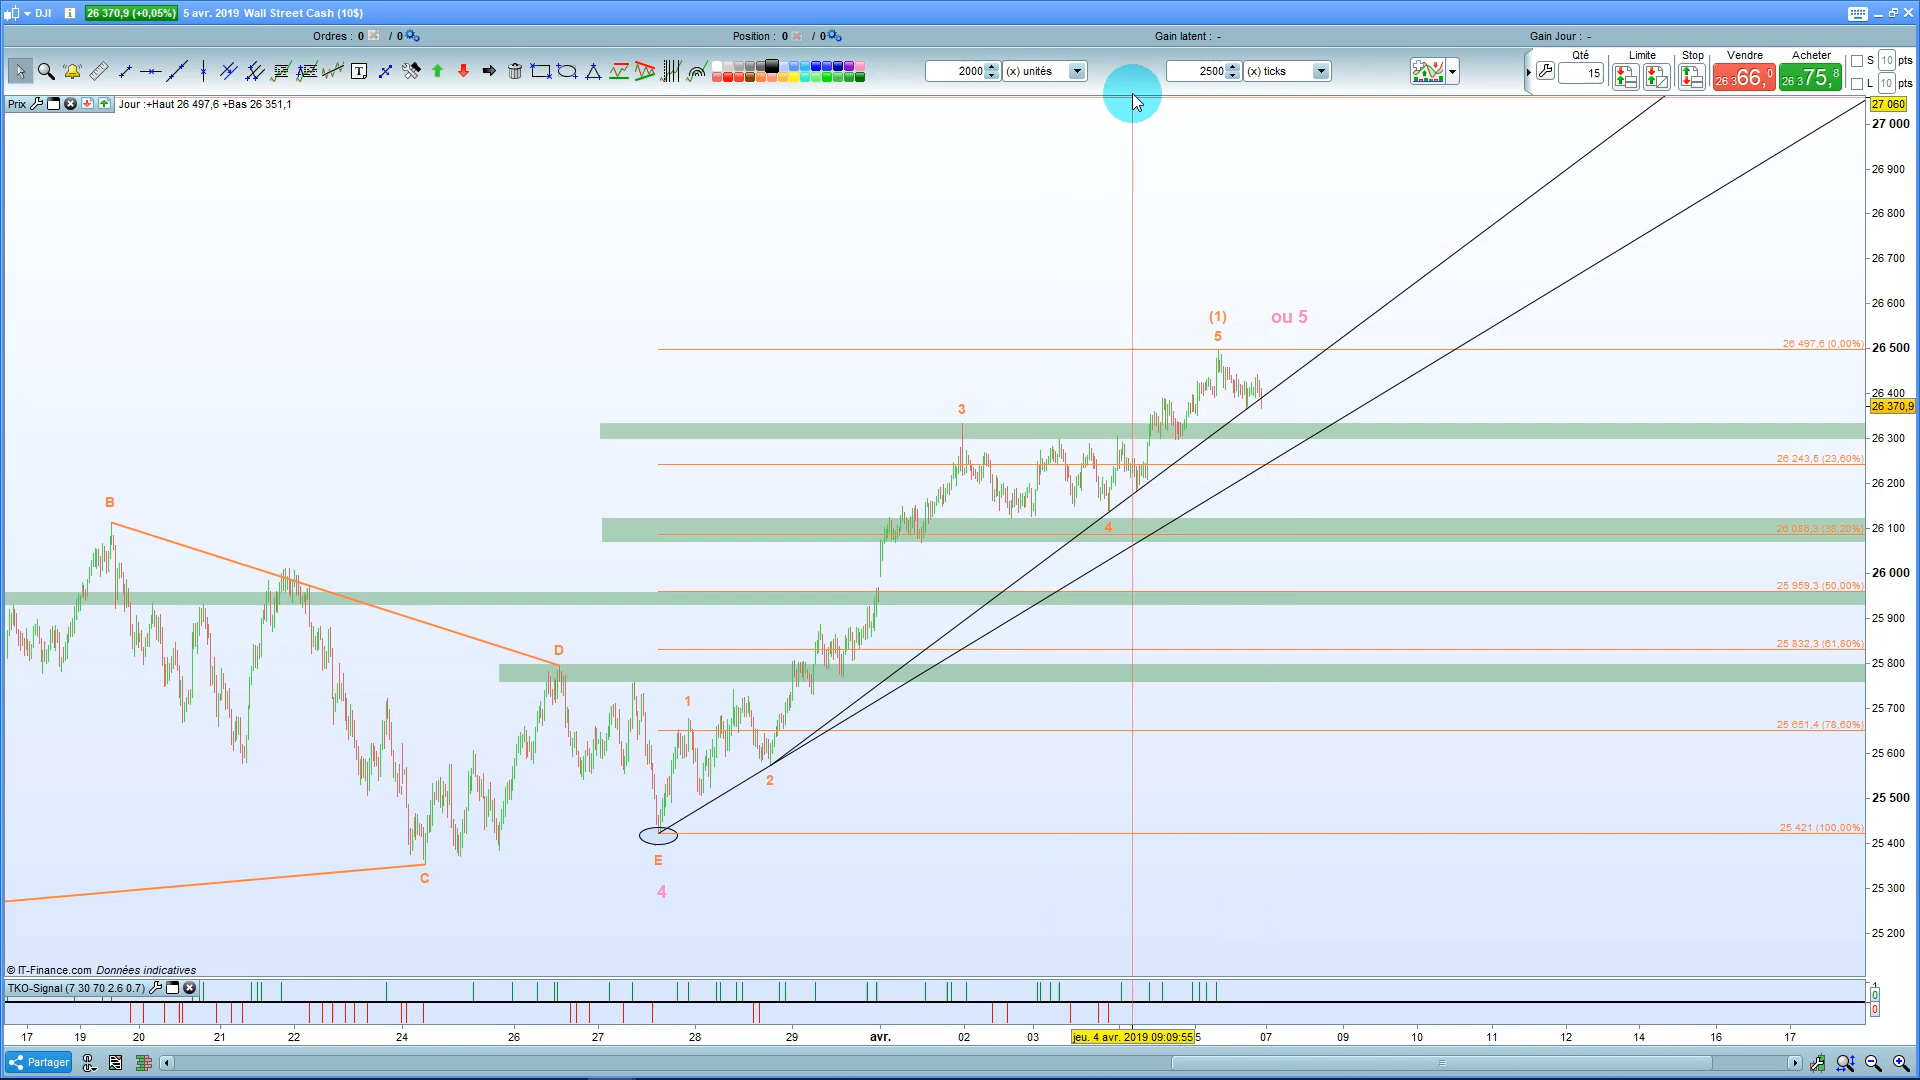 DJI 26 370,9 (+0,05%) 5 avr. 2019 Wall Street Cash (10$)
Ordres : 0 / 0 Position : 0 / 0 Gain latent : - Gain Jour : -
2000 (x) unités 2500 (x) ticks
Qté Limite Stop Vendre Acheter S 10 pts
15 26 366,0 26 375,8 L 10 pts
Prix Jour :+Haut 26 497,6 +Bas 26 351,1
27 060
27 000
26 900
26 800
26 700
26 600
(1) ou 5
5
26 497,6 (0,00%) 26 500
26 400
3 26 370,9
26 300
26 243,5 (23,60%)
26 200
B
4 26 086,3 (38,20%) 26 100
26 000
25 959,3 (50,00%)
25 900
D 25 832,3 (61,80%)
25 800
1 25 700
25 651,4 (78,60%)
2 25 600
25 500
25 421 (100,00%)
E 25 400
C 4
25 300
25 200
© IT-Finance.com Données indicatives
TKO-Signal (7 30 70 2.6 0.7)
1
0
0
17 19 20 21 22 24 26 27 28 29 avr. 02 03 jeu. 4 avr. 2019 09:09:55 5 07 09 10 11 12 14 16 17
Partager